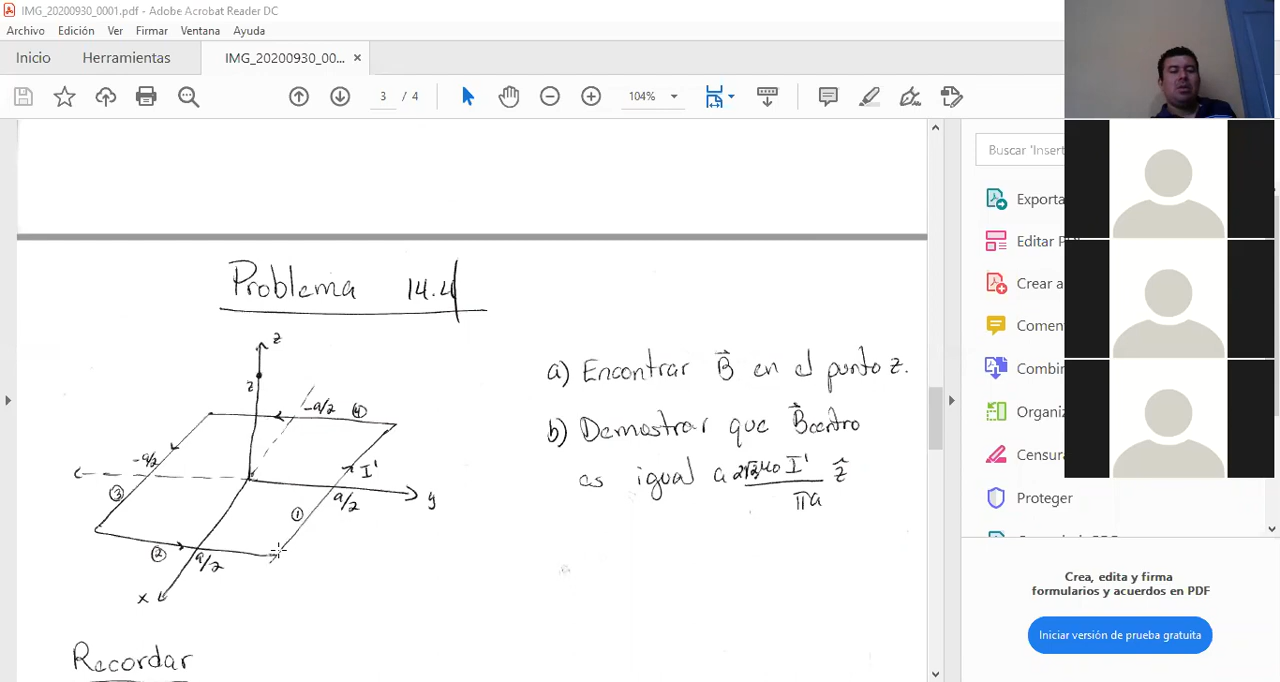 IMG_20200930_0001.pdf - Adobe Acrobat Reader DC
Archivo Edición Ver Firmar Ventana Ayuda
Inicio Herramientas IMG_20200930_00... ×
3 / 4 104%
Buscar 'Insert
Exporta
Editar PD
Crear a
Comen
Combin
Organiz
Censura
Proteger
Crea, edita y firma
formularios y acuerdos en PDF
Iniciar versión de prueba gratuita
Problema 14.4
z
z
-a/2
④
-a/2
I'
③
①
a/2
y
②
a/2
x
a) Encontrar B⃗ en el punto z.
b) Demostrar que B⃗centro
es igual a 2√2μ₀I' ẑ
πa
Recordar